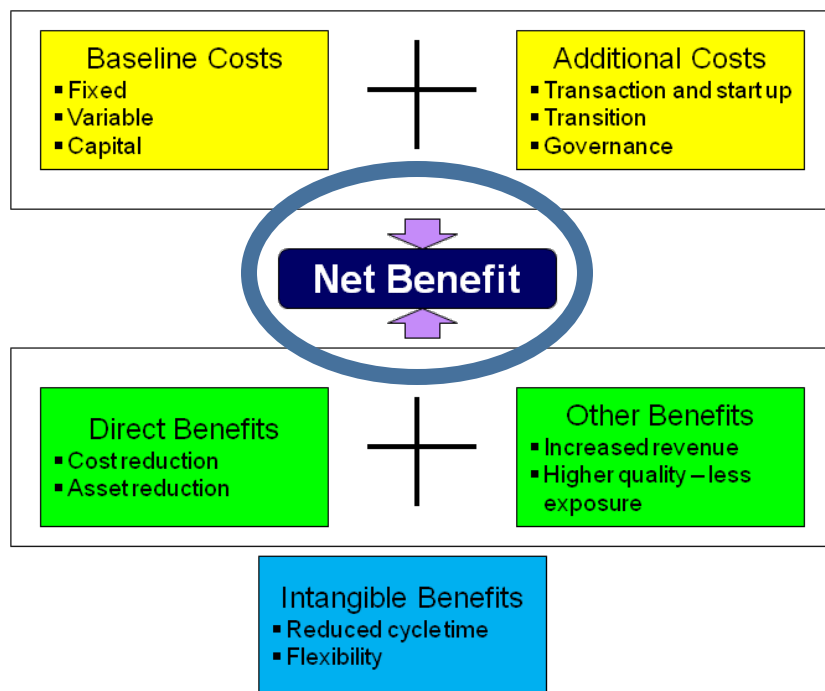 Baseline Costs
▪ Fixed
▪ Variable
▪ Capital
Additional Costs
▪ Transaction and start up
▪ Transition
▪ Governance
Net Benefit
Direct Benefits
▪ Cost reduction
▪ Asset reduction
Other Benefits
▪ Increased revenue
▪ Higher quality – less
exposure
Intangible Benefits
▪ Reduced cycle time
▪ Flexibility